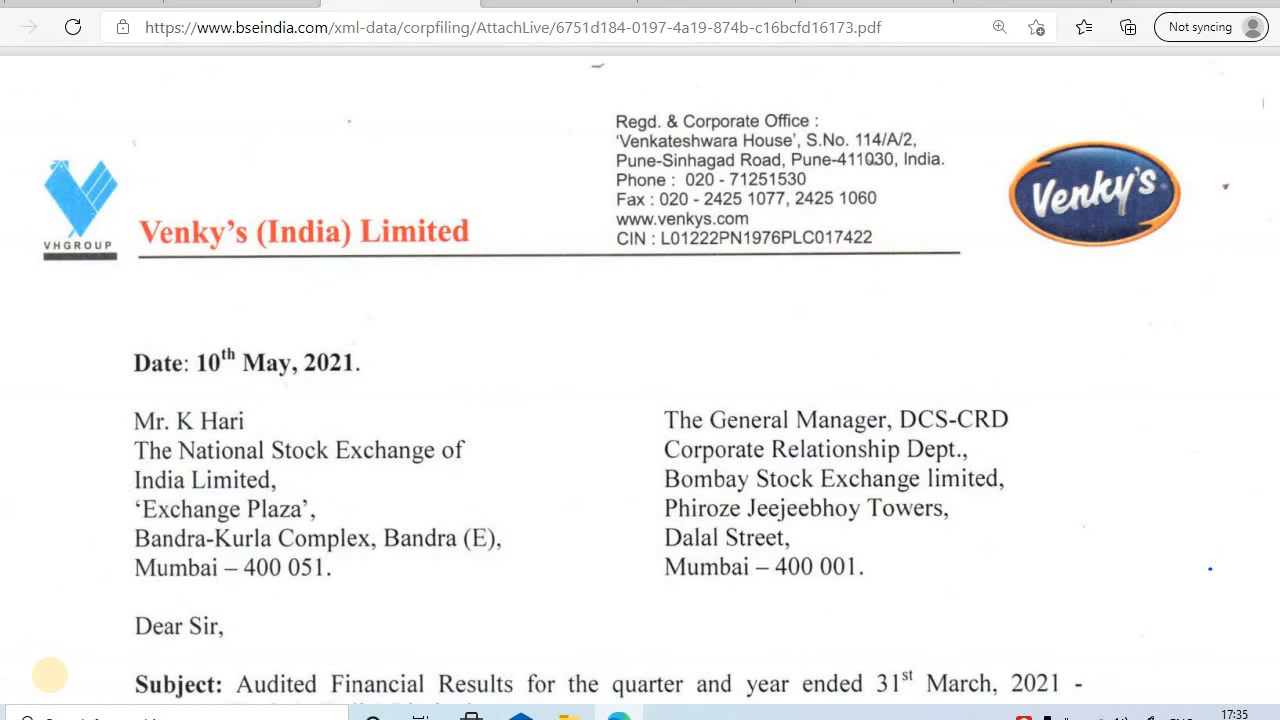 https://www.bseindia.com/xml-data/corpfiling/AttachLive/6751d184-0197-4a19-874b-c16bcfd16173.pdf
Not syncing
Regd. & Corporate Office :
'Venkateshwara House', S.No. 114/A/2,
Pune-Sinhagad Road, Pune-411030, India.
Phone : 020 - 71251530
Fax : 020 - 2425 1077, 2425 1060
www.venkys.com
CIN : L01222PN1976PLC017422
VHGROUP
Venky's (India) Limited
Venky's
Date: 10th May, 2021.
Mr. K Hari
The National Stock Exchange of
India Limited,
‘Exchange Plaza’,
Bandra-Kurla Complex, Bandra (E),
Mumbai – 400 051.
The General Manager, DCS-CRD
Corporate Relationship Dept.,
Bombay Stock Exchange limited,
Phiroze Jeejeebhoy Towers,
Dalal Street,
Mumbai – 400 001.
Dear Sir,
Subject: Audited Financial Results for the quarter and year ended 31st March, 2021 -
17:35